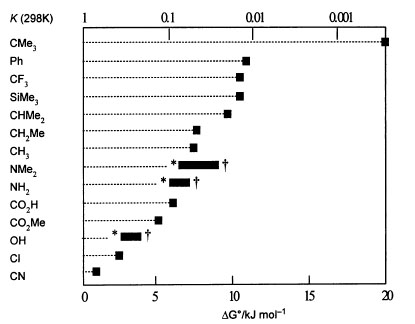 K (298K) 1 0.1 0.01 0.001
CMe₃
Ph
CF₃
SiMe₃
CHMe₂
CH₂Me
CH₃
NMe₂ * †
NH₂ * †
CO₂H
CO₂Me
OH * †
Cl
CN
0 5 10 15 20
ΔG°/kJ mol⁻¹